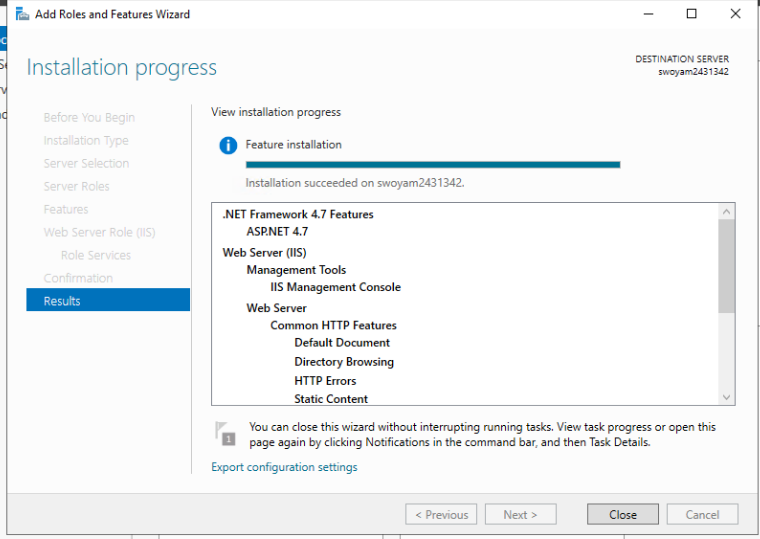 Add Roles and Features Wizard
Installation progress
DESTINATION SERVER
swoyam2431342
Before You Begin
Installation Type
Server Selection
Server Roles
Features
Web Server Role (IIS)
Role Services
Confirmation
Results
View installation progress
Feature installation
Installation succeeded on swoyam2431342.
.NET Framework 4.7 Features
ASP.NET 4.7
Web Server (IIS)
Management Tools
IIS Management Console
Web Server
Common HTTP Features
Default Document
Directory Browsing
HTTP Errors
Static Content
1
You can close this wizard without interrupting running tasks. View task progress or open this
page again by clicking Notifications in the command bar, and then Task Details.
Export configuration settings
< Previous
Next >
Close
Cancel